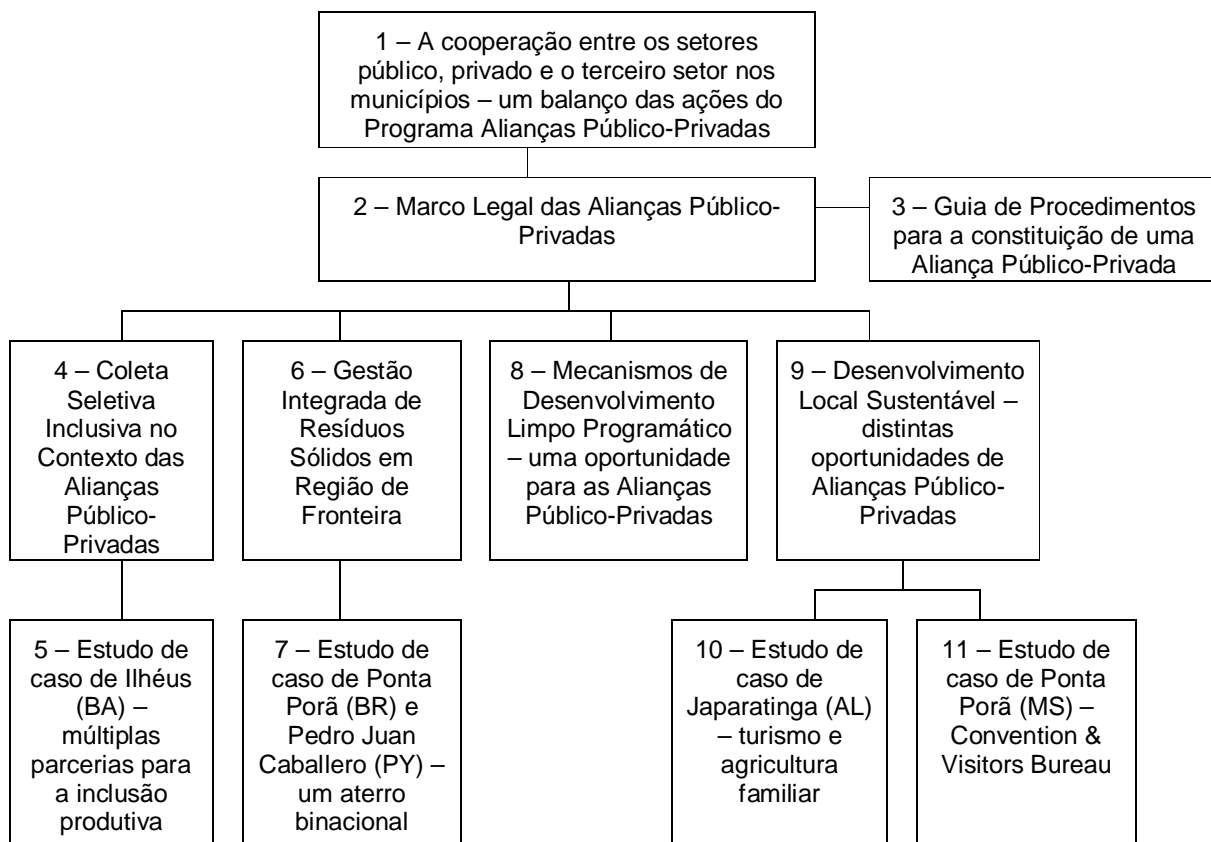 1 – A cooperação entre os setores
público, privado e o terceiro setor nos
municípios – um balanço das ações do
Programa Alianças Público-Privadas
2 – Marco Legal das Alianças Público-
Privadas
3 – Guia de Procedimentos
para a constituição de uma
Aliança Público-Privada
4 – Coleta
Seletiva
Inclusiva no
Contexto das
Alianças
Público-
Privadas
6 – Gestão
Integrada de
Resíduos
Sólidos em
Região de
Fronteira
8 – Mecanismos de
Desenvolvimento
Limpo Programático
– uma oportunidade
para as Alianças
Público-Privadas
9 – Desenvolvimento
Local Sustentável –
distintas
oportunidades de
Alianças Público-
Privadas
5 – Estudo de
caso de Ilhéus
(BA) –
múltiplas
parcerias para
a inclusão
produtiva
7 – Estudo de
caso de Ponta
Porã (BR) e
Pedro Juan
Caballero (PY) –
um aterro
binacional
10 – Estudo de
caso de
Japaratinga (AL)
– turismo e
agricultura
familiar
11 – Estudo de
caso de Ponta
Porã (MS) –
Convention &
Visitors Bureau